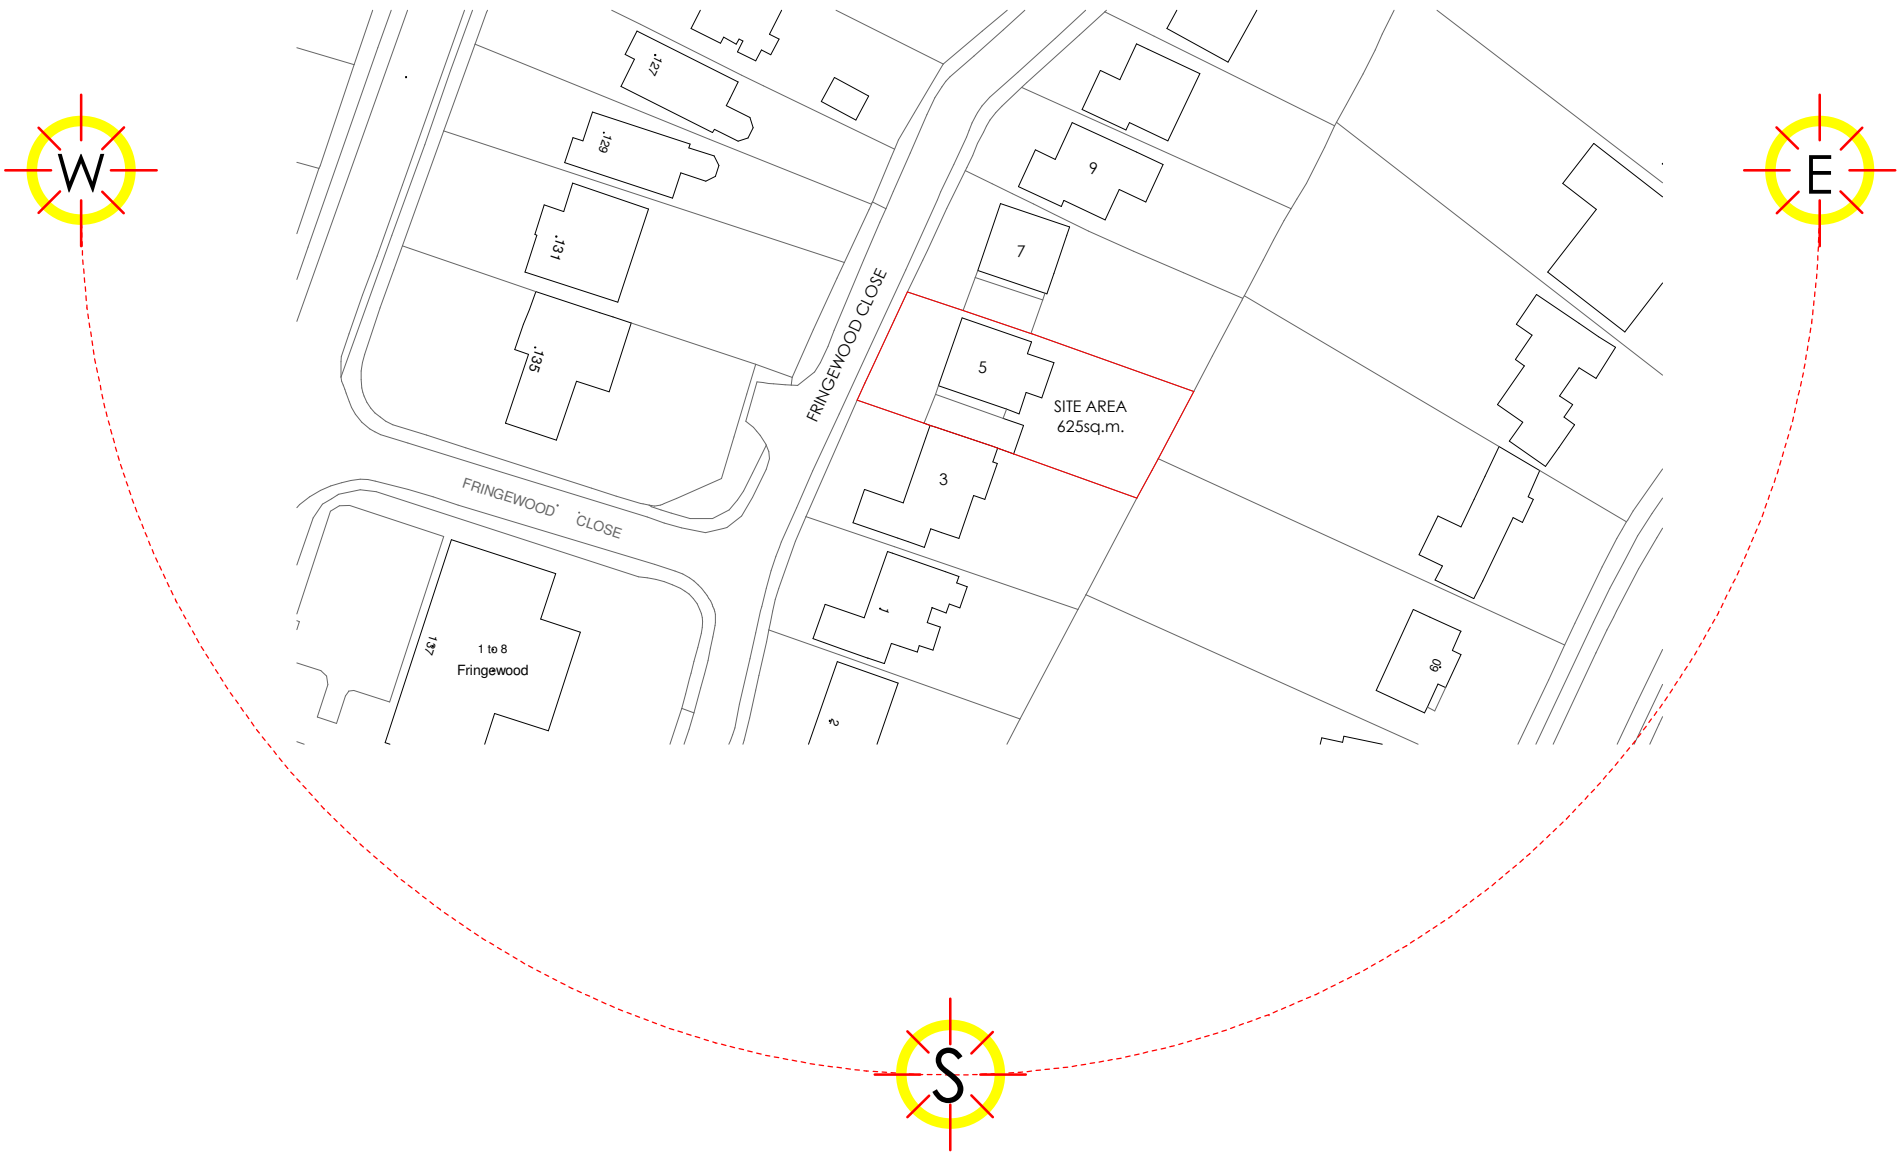 .127
.129
.131
.135
W
E
9
7
5
3
1
2
FRINGEWOOD CLOSE
SITE AREA
625sq.m.
FRINGEWOOD CLOSE
137
1 to 8
Fringewood
60
S